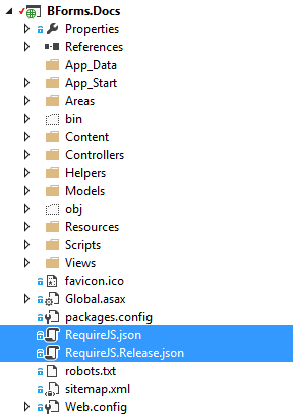 BForms.Docs
Properties
References
App_Data
App_Start
Areas
bin
Content
Controllers
Helpers
Models
obj
Resources
Scripts
Views
favicon.ico
Global.asax
packages.config
RequireJS.json
RequireJS.Release.json
robots.txt
sitemap.xml
Web.config